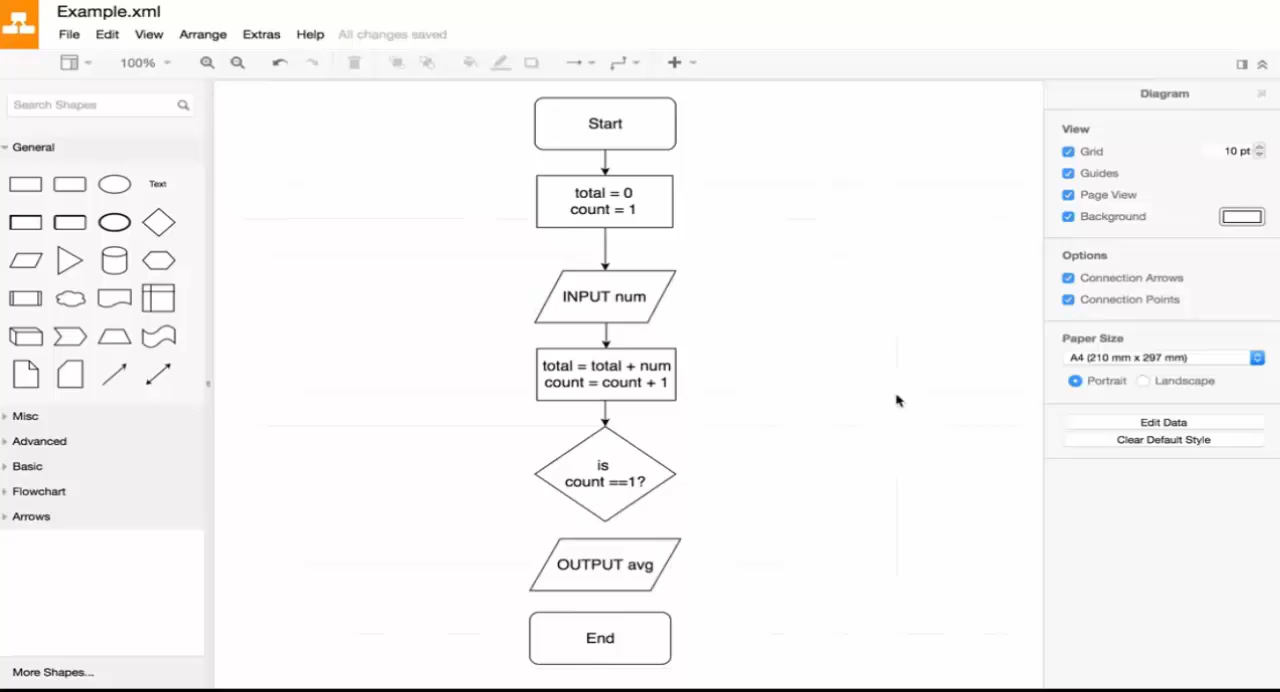 Example.xml
File Edit View Arrange Extras Help All changes saved
100%
Search Shapes
General
Text
Misc
Advanced
Basic
Flowchart
Arrows
More Shapes...
Start
total = 0
count = 1
INPUT num
total = total + num
count = count + 1
is
count ==1?
OUTPUT avg
End
Diagram
View
Grid 10 pt
Guides
Page View
Background
Options
Connection Arrows
Connection Points
Paper Size
A4 (210 mm x 297 mm)
Portrait Landscape
Edit Data
Clear Default Style